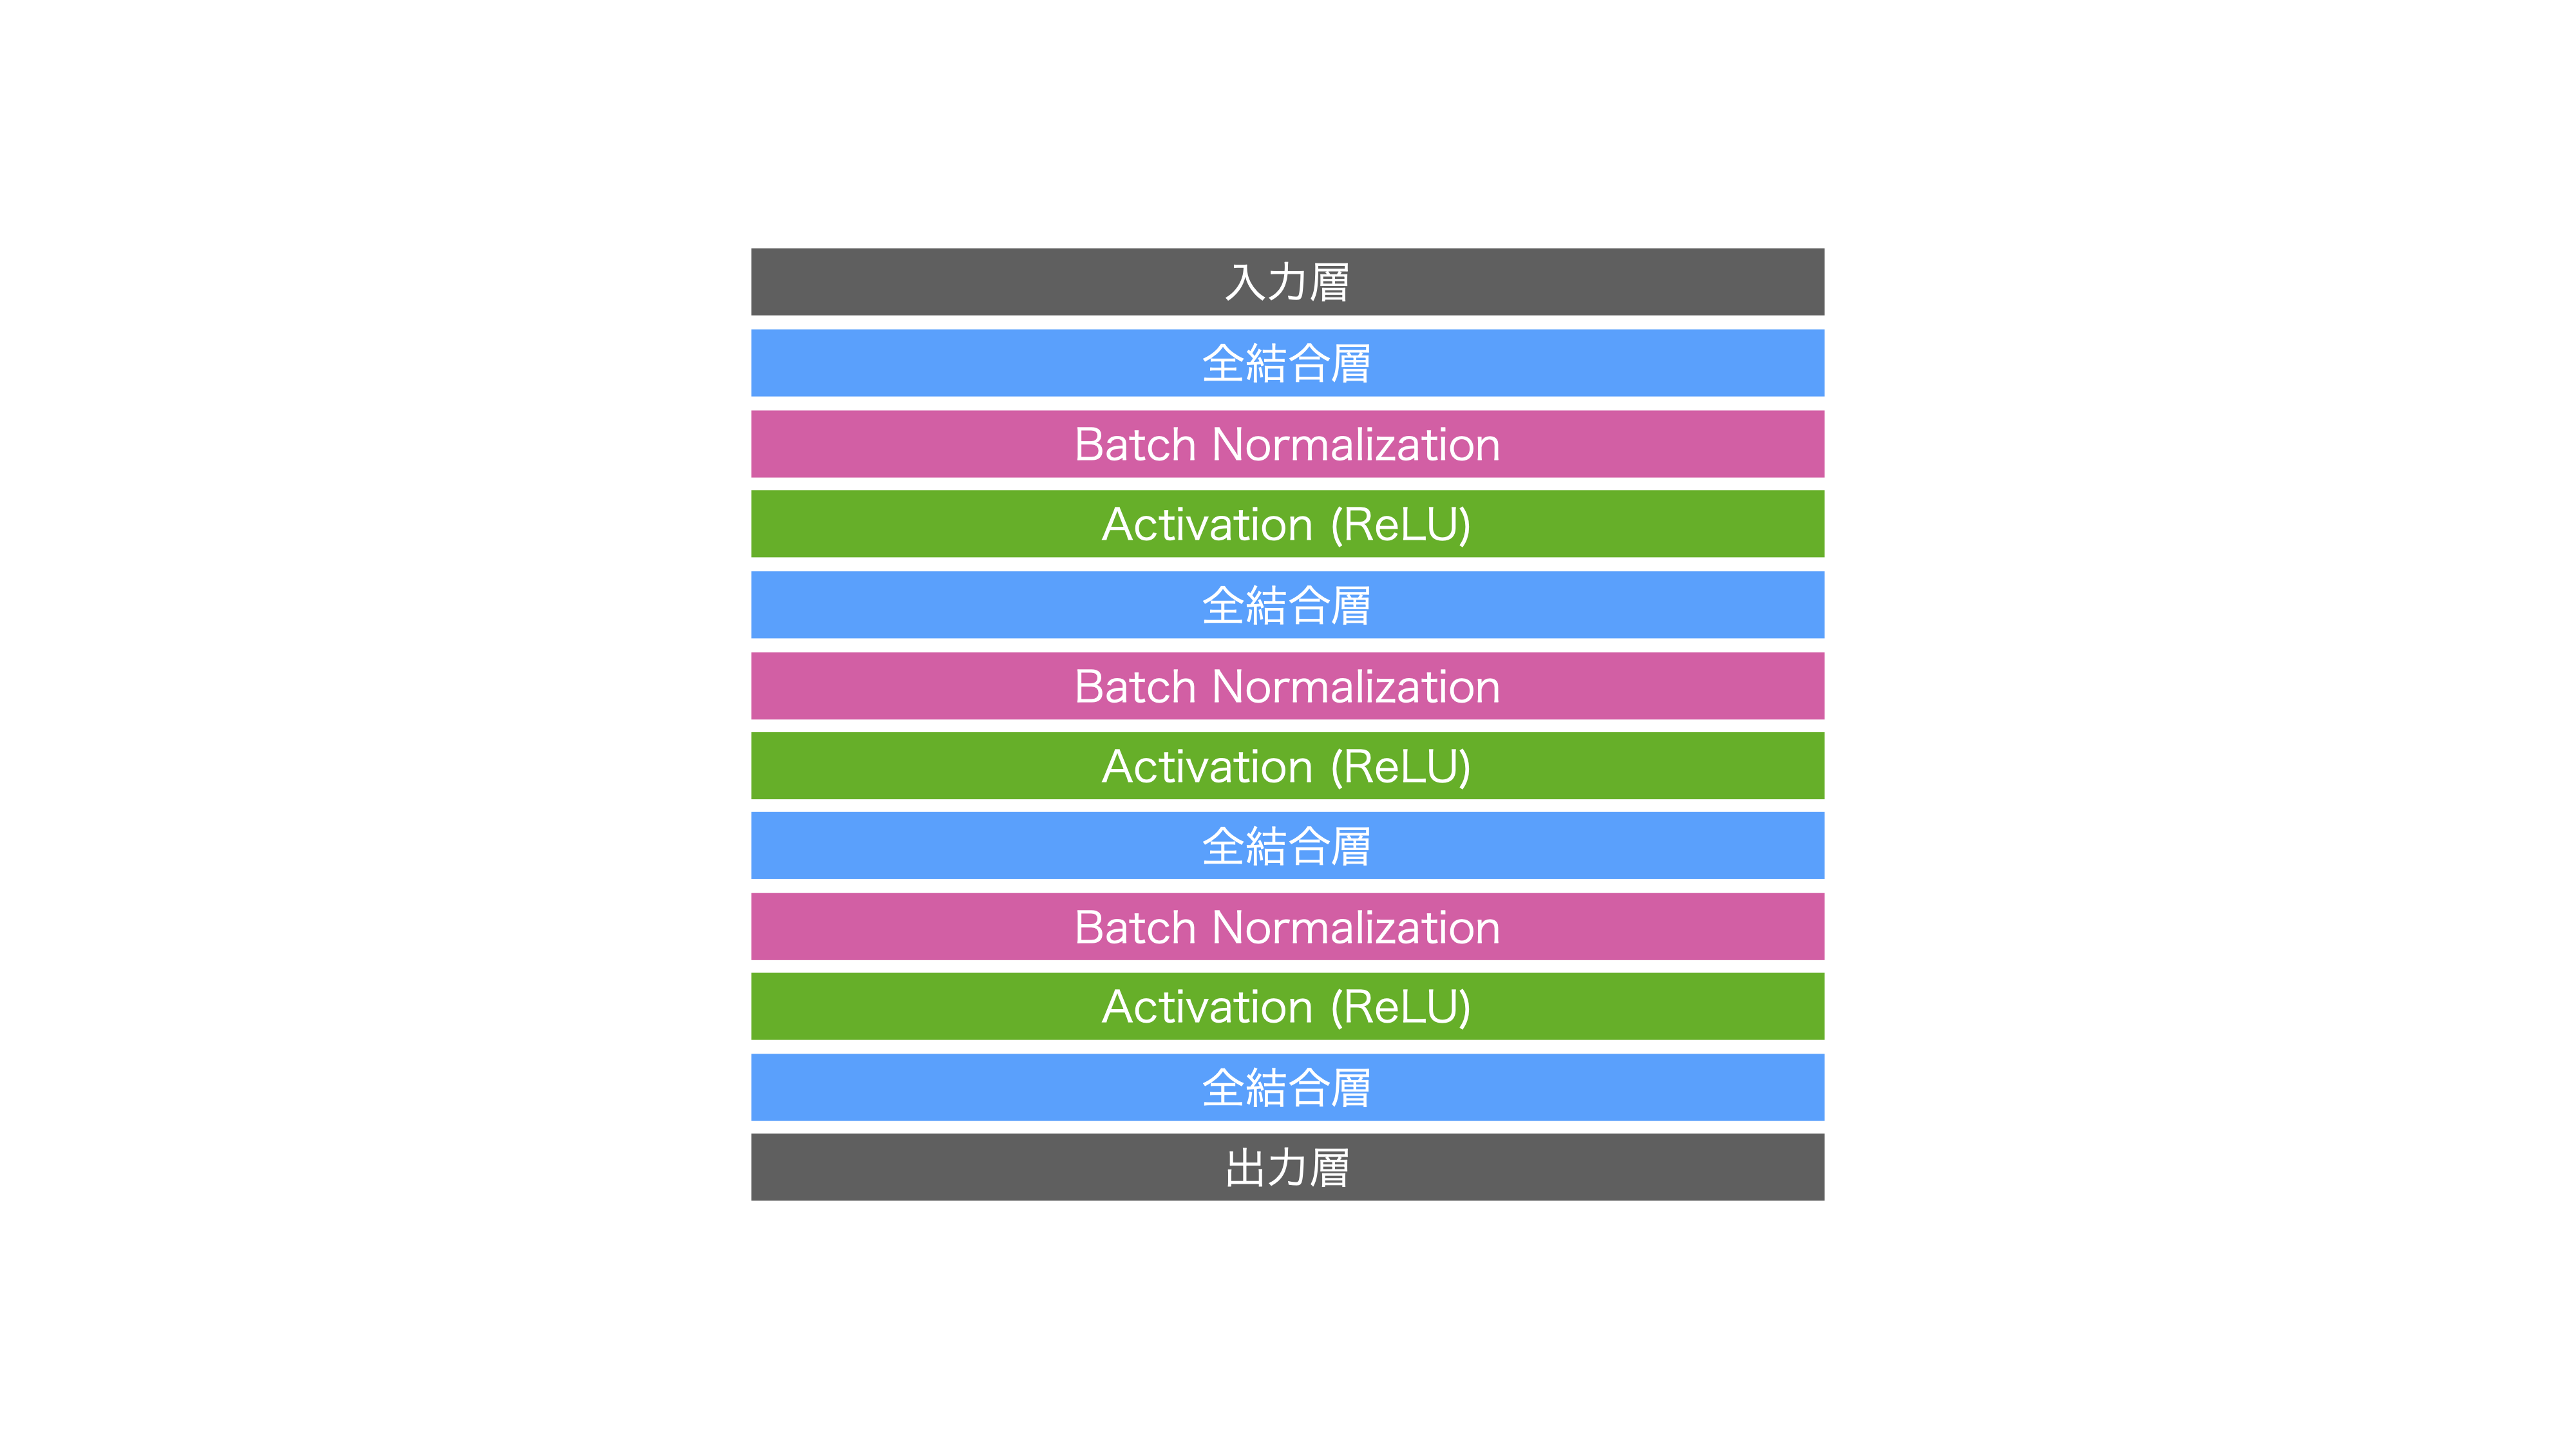 入力層
全結合層
Batch Normalization
Activation (ReLU)
全結合層
Batch Normalization
Activation (ReLU)
全結合層
Batch Normalization
Activation (ReLU)
全結合層
出力層